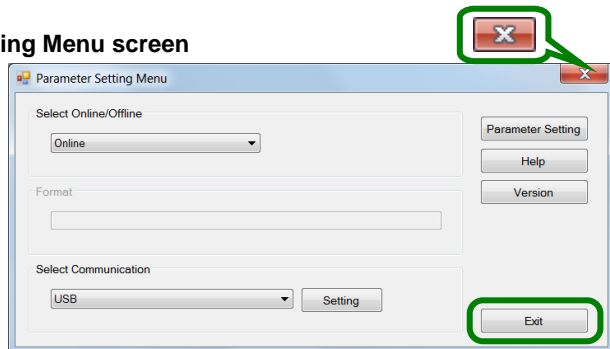 ing Menu screen
Parameter Setting Menu
Select Online/Offline
Online
Parameter Setting
Help
Format
Version
Select Communication
USB
Setting
Exit